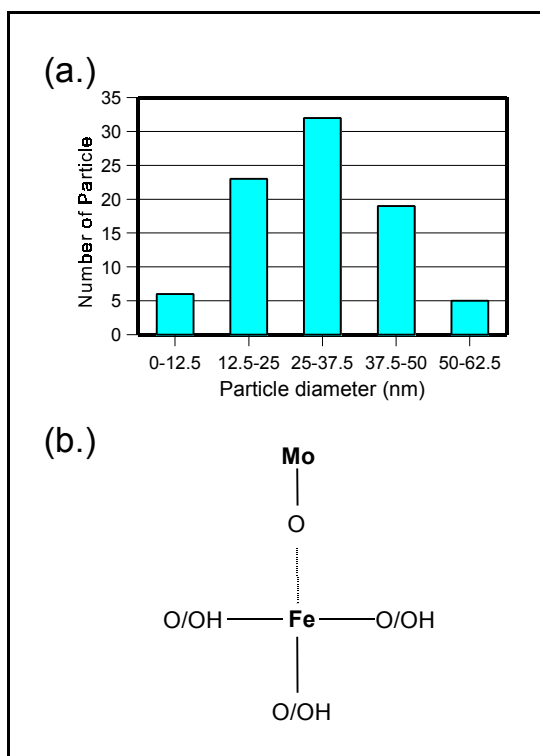 (a.)
35
30
25
20
15
10
5
0
Number of Particle
0-12.5 12.5-25 25-37.5 37.5-50 50-62.5
Particle diameter (nm)
(b.)
Mo
O
O/OH Fe O/OH
O/OH